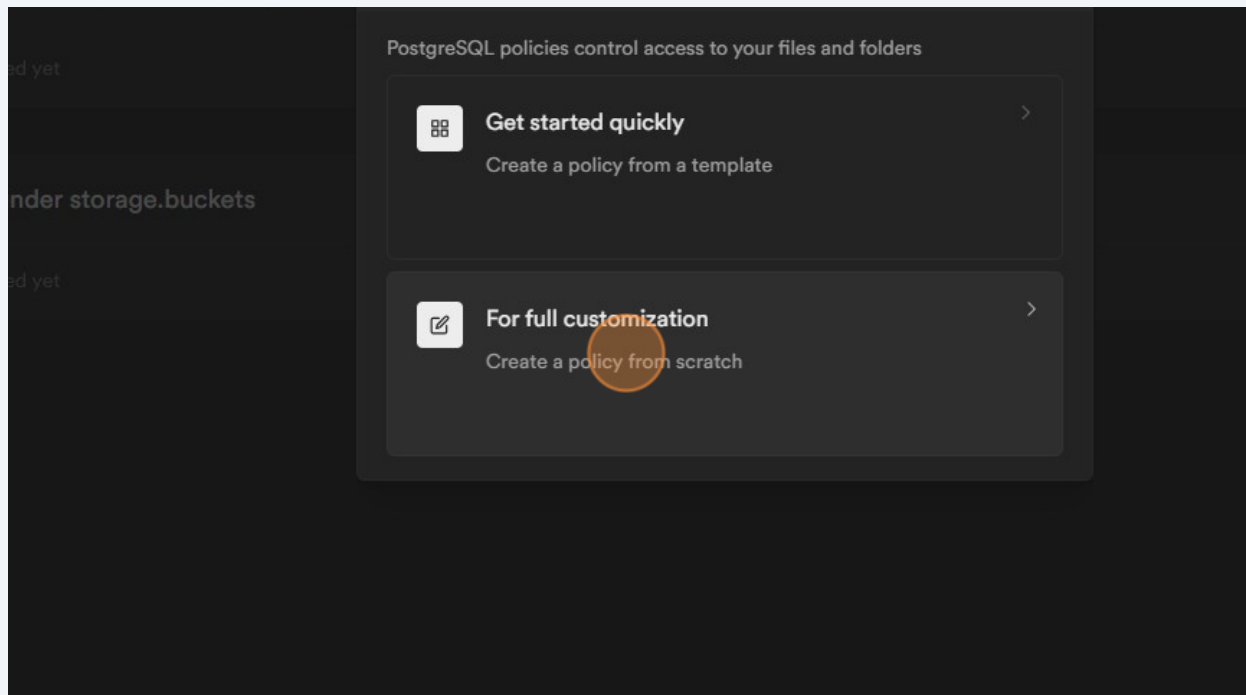 PostgreSQL policies control access to your files and folders
ed yet
Get started quickly
Create a policy from a template
nder storage.buckets
ed yet
For full customization
Create a policy from scratch